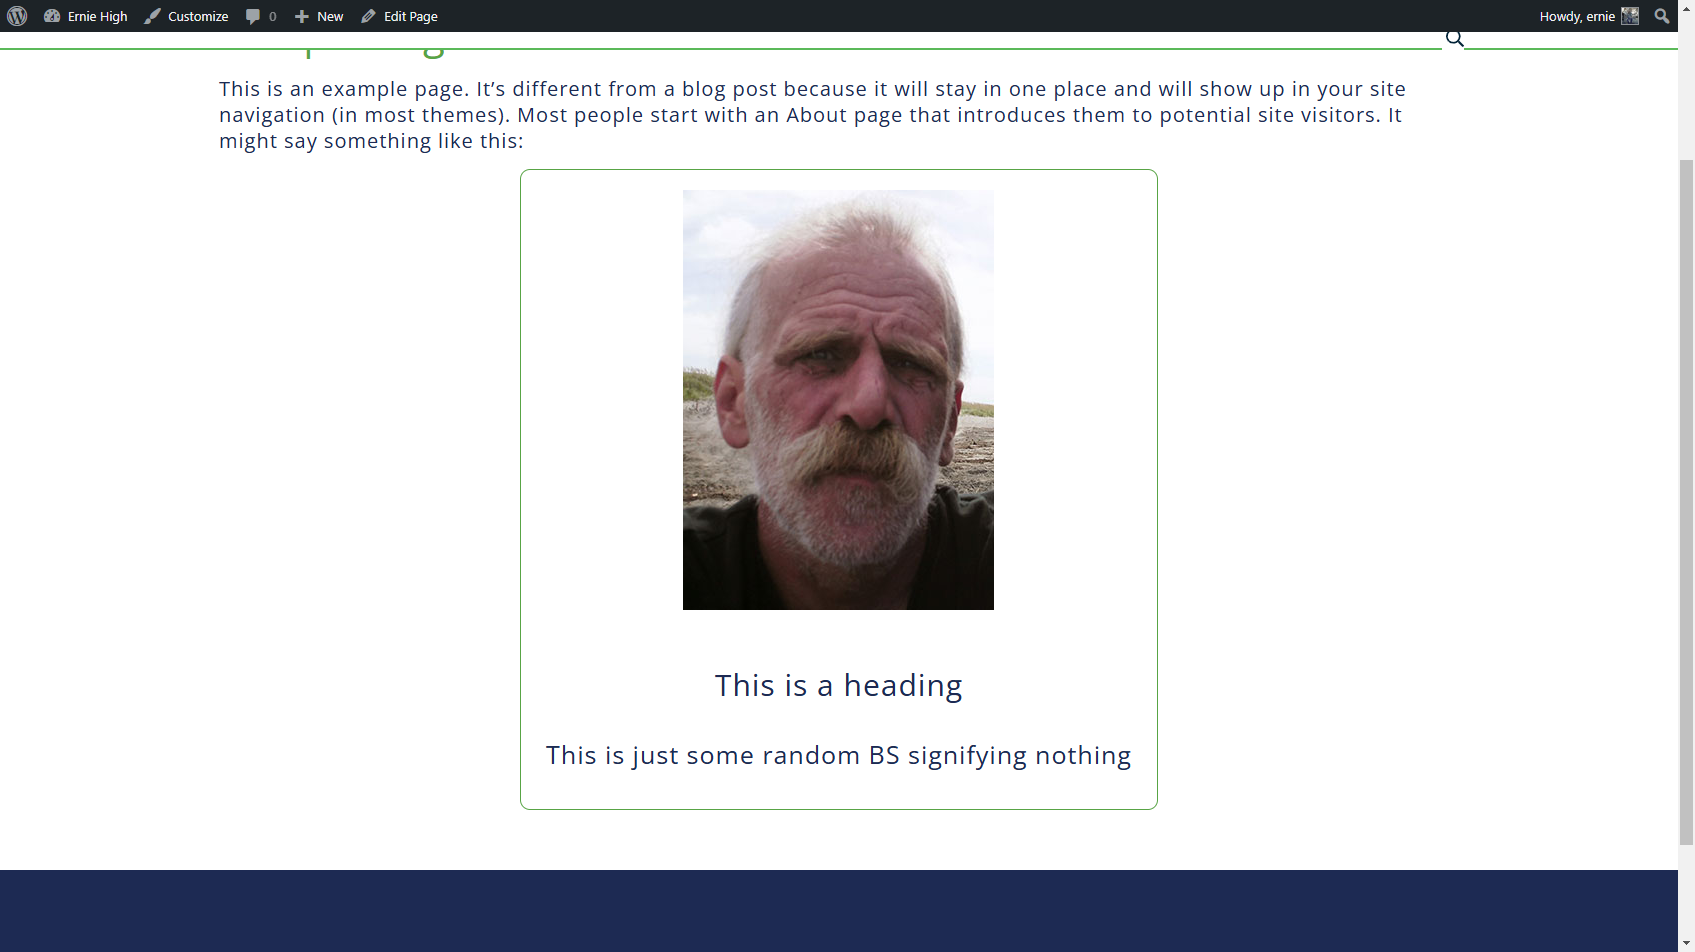 Ernie High Customize 0 New Edit Page Howdy, ernie
This is an example page. It’s different from a blog post because it will stay in one place and will show up in your site
navigation (in most themes). Most people start with an About page that introduces them to potential site visitors. It
might say something like this:
This is a heading
This is just some random BS signifying nothing